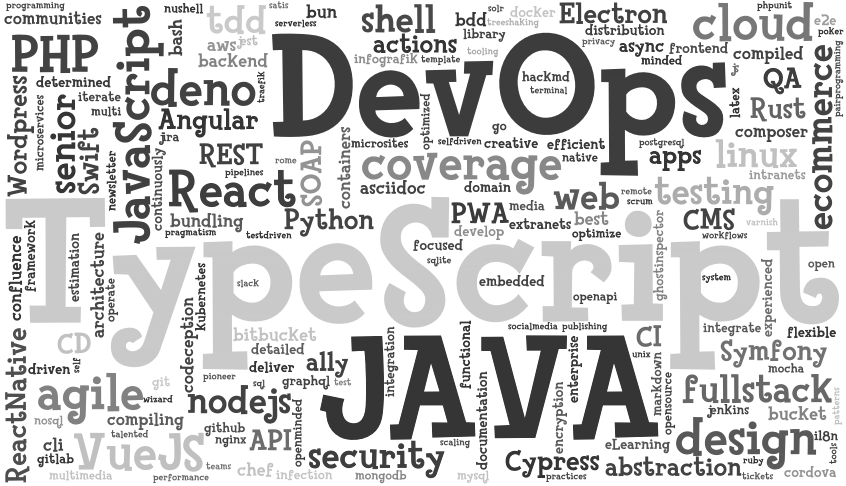 programming
communities
PHP
determined
iterate
multi
Wordpress
microservices
senior
Swift
newsletter
JavaScript
continuously
jira
nushell
bash
tdd
jest
aws
backend
satis
serverless
bun
deno
traefik
Angular
REST
pipelines
rome
React
bundling
pragmatism
testdriven
Python
SOAP
containers
shell
actions
infografik
template
bdd
library
solr
treeshaking
docker
tooling
DevOps
hackmd
terminal
optimized
microsites
selfdriven
go
creative
efficient
native
coverage
asciidoc
domain
Electron
distribution
privacy
async
minded
frontend
cloud
phpunit
e2e
poker
pairprogramming
compiled
QA
Rust
latex
composer
postgresql
apps
linux
intranets
ecommerce
web
remote
scrum
testing
PWA
media
extranets
best
optimize
develop
CMS
varnish
workflows
focused
sqlite
ghostinspector
TypeScript
confluence
framework
estimation
architecture
operate
kubernetes
codeception
slack
embedded
openapi
system
experienced
open
CD
self
driven
ReactNative
agile
git
wizard
nosql
compiling
talented
cli
gitlab
VueJS
multimedia
performance
teams
pioneer
bitbucket
detailed
deliver
sql
graphql
test
ally
nodejs
github
nginx
API
openminded
chef
infection
integration
JAVA
functional
socialmedia
publishing
enterprise
encryption
documentation
scaling
security
mongodb
mysql
Cypress
practices
CI
unix
markdown
opensource
eLearning
abstraction
integrate
flexible
Symfony
mocha
fullstack
jenkins
bucket
patterns
design
i18n
tools
ruby
tickets
cordova